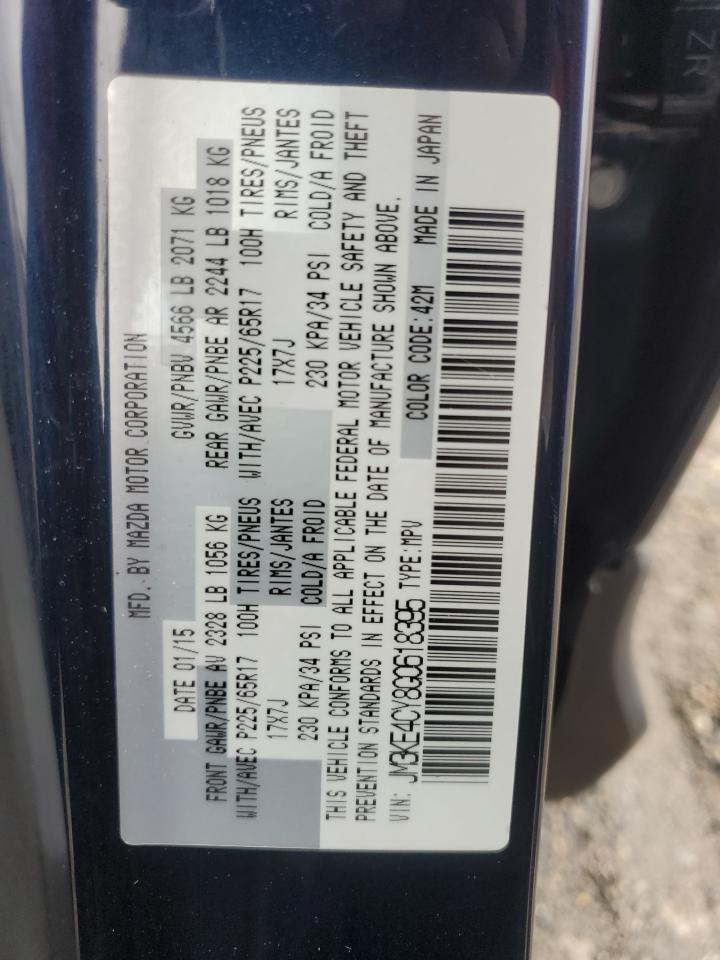 MFD. BY MAZDA MOTOR CORPORATION
DATE 01/15 GVWR/PNBV 4566 LB 2071 KG
FRONT GAWR/PNBE AV 2328 LB 1056 KG REAR GAWR/PNBE AR 2244 LB 1018 KG
WITH/AVEC P225/65R17 100H TIRES/PNEUS WITH/AVEC P225/65R17 100H TIRES/PNEUS
17X7J RIMS/JANTES 17X7J RIMS/JANTES
230 KPA/34 PSI COLD/A FROID 230 KPA/34 PSI COLD/A FROID
THIS VEHICLE CONFORMS TO ALL APPLICABLE FEDERAL MOTOR VEHICLE SAFETY AND THEFT
PREVENTION STANDARDS IN EFFECT ON THE DATE OF MANUFACTURE SHOWN ABOVE.
VIN: JM3KE4CY8G0618395 TYPE:MPV COLOR CODE:42M MADE IN JAPAN
ZR